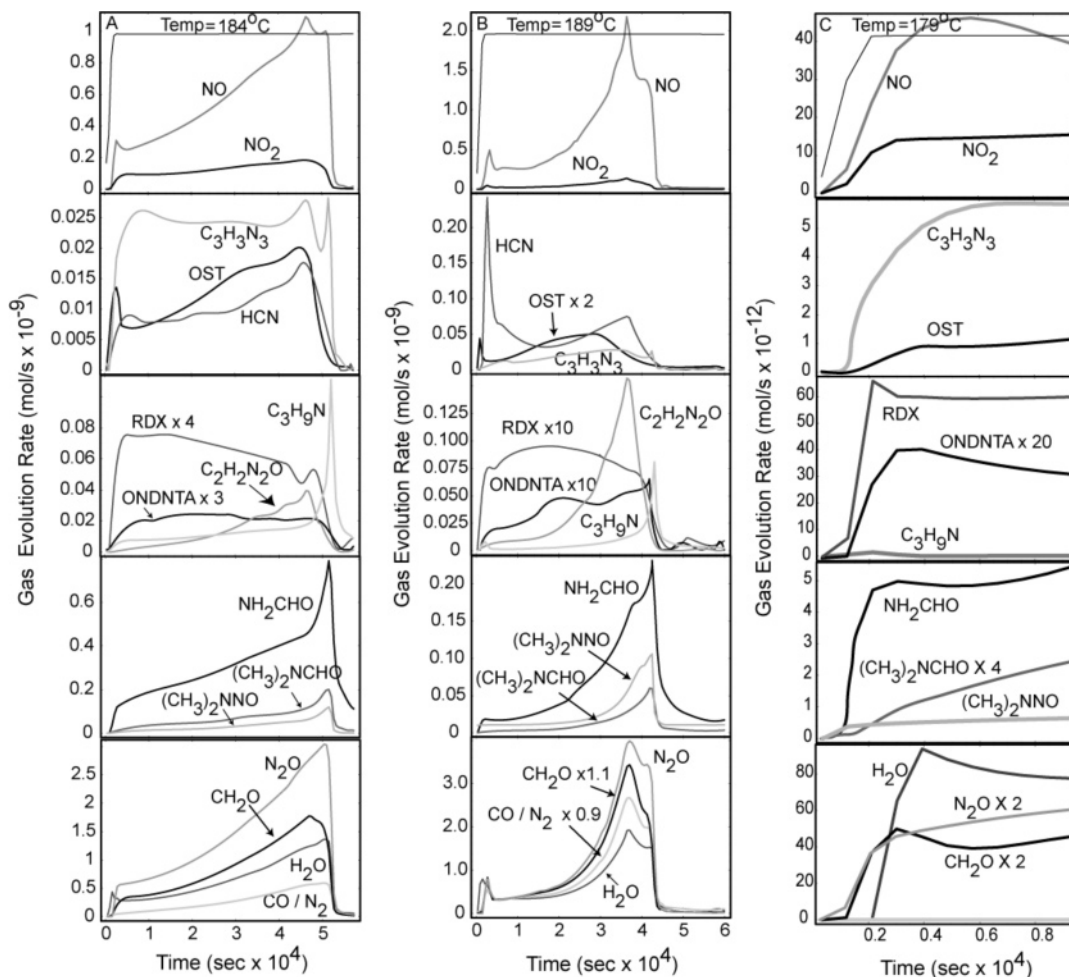 A
Temp=184°C
1
0.8
0.6
0.4
0.2
0
NO
NO2
0.025
0.02
0.015
0.01
0.005
0
C3H3N3
OST
HCN
0.1
0.08
0.06
0.04
0.02
0
C3H9N
RDX × 4
C2H2N2O
ONDNTA × 3
0.6
0.4
0.2
0
NH2CHO
(CH3)2NCHO
(CH3)2NNO
2.5
2
1.5
1
0.5
0
N2O
CH2O
H2O
CO / N2
0 1 2 3 4 5
Time (sec x 10^4)
Gas Evolution Rate (mol/s x 10^-9)
B
Temp=189°C
2.0
1.5
1.0
0.5
0
NO
NO2
0.20
0.15
0.10
0.05
0
HCN
OST x 2
C3H3N3
0.125
0.100
0.075
0.050
0.025
0
C2H2N2O
RDX ×10
ONDNTA×10
C3H9N
0.20
0.15
0.10
0.05
0
NH2CHO
(CH3)2NNO
(CH3)2NCHO
3.0
2.0
1.0
0
N2O
CH2O×1.1
CO / N2 × 0.9
H2O
0 1 2 3 4 5 6
Time (sec x 10^4)
Gas Evolution Rate (mol/s x 10^-9)
C
Temp=179°C
40
30
20
10
0
NO
NO2
5
4
3
2
1
0
C3H3N3
OST
60
50
40
30
20
10
0
RDX
ONDNTA x 20
C3H9N
5
4
3
2
1
0
NH2CHO
(CH3)2NCHO X 4
(CH3)2NNO
80
60
40
20
0
H2O
N2O X 2
CH2O X 2
0.2 0.4 0.6 0.8
Time (sec x 10^4)
Gas Evolution Rate (mol/s x 10^-12)